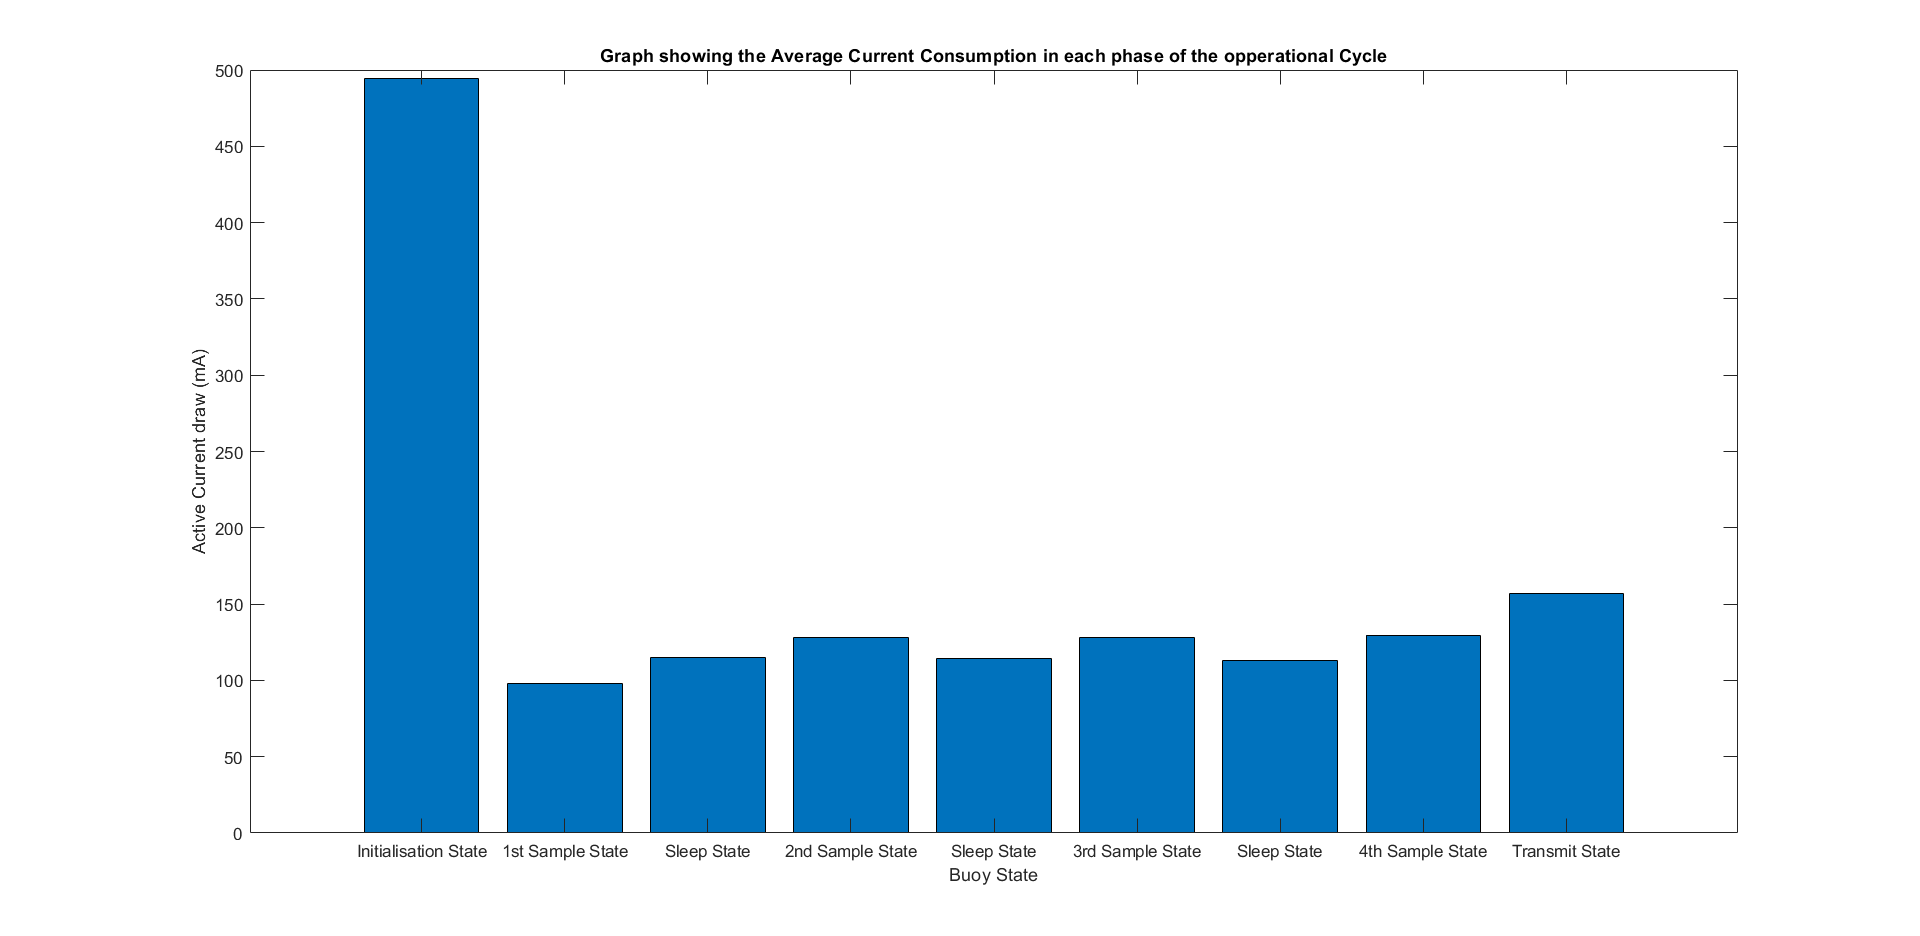 Graph showing the Average Current Consumption in each phase of the opperational Cycle
500
450
400
350
300
250
200
150
100
50
0
Active Current draw (mA)
Initialisation State
1st Sample State
Sleep State
2nd Sample State
Sleep State
3rd Sample State
Sleep State
4th Sample State
Transmit State
Buoy State